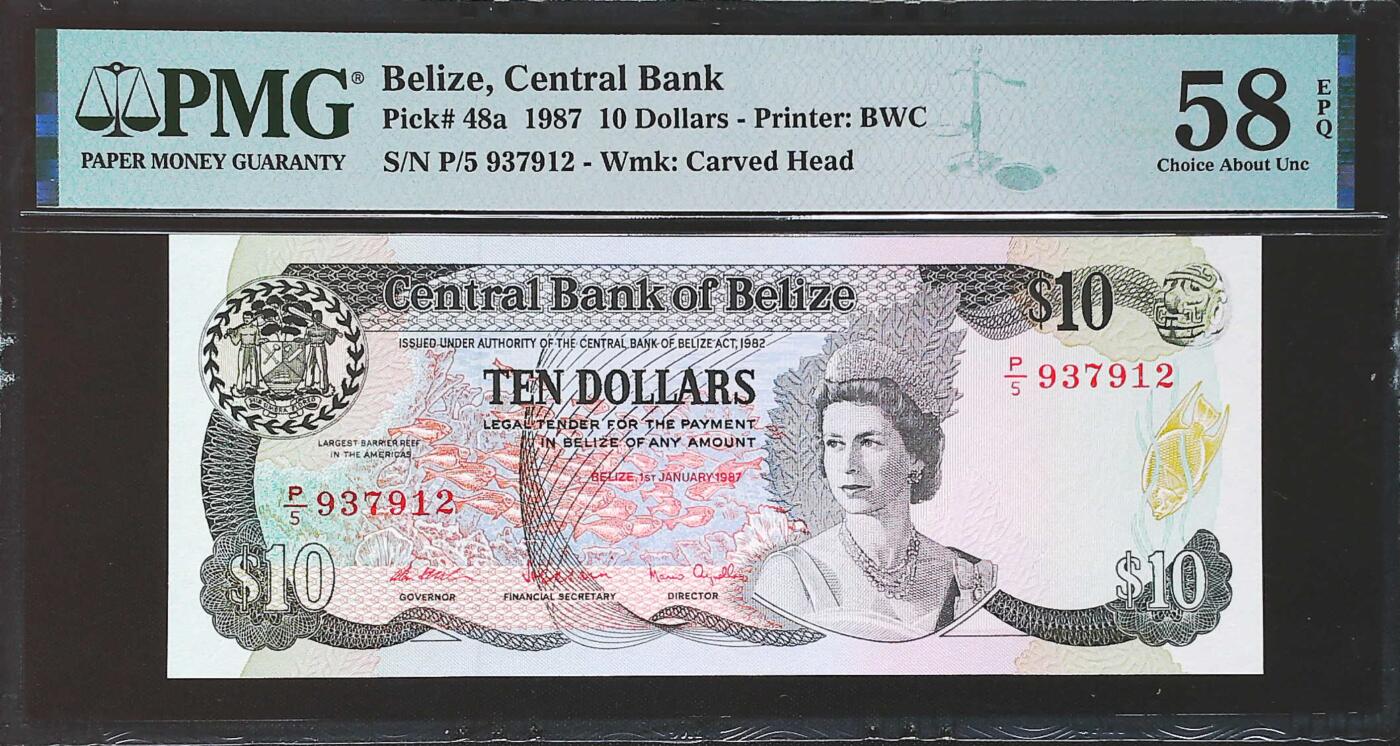 PMG®
PAPER MONEY GUARANTY
Belize, Central Bank
Pick# 48a 1987 10 Dollars - Printer: BWC
S/N P/5 937912 - Wmk: Carved Head
58
EPQ
Choice About Unc
Central Bank of Belize
$10
ISSUED UNDER AUTHORITY OF THE CENTRAL BANK OF BELIZE ACT, 1982
P/5 937912
TEN DOLLARS
LEGAL TENDER FOR THE PAYMENT
IN BELIZE OF ANY AMOUNT
LARGEST BARRIER REEF
IN THE AMERICAS
BELIZE, 1ST JANUARY 1987
P/5 937912
$10
$10
GOVERNOR
FINANCIAL SECRETARY
DIRECTOR